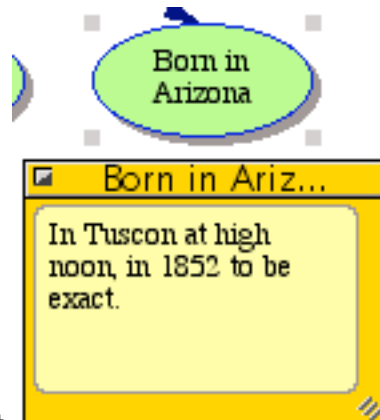 Born in
Arizona
Born in Ariz...
In Tuscon at high
noon, in 1852 to be
exact.